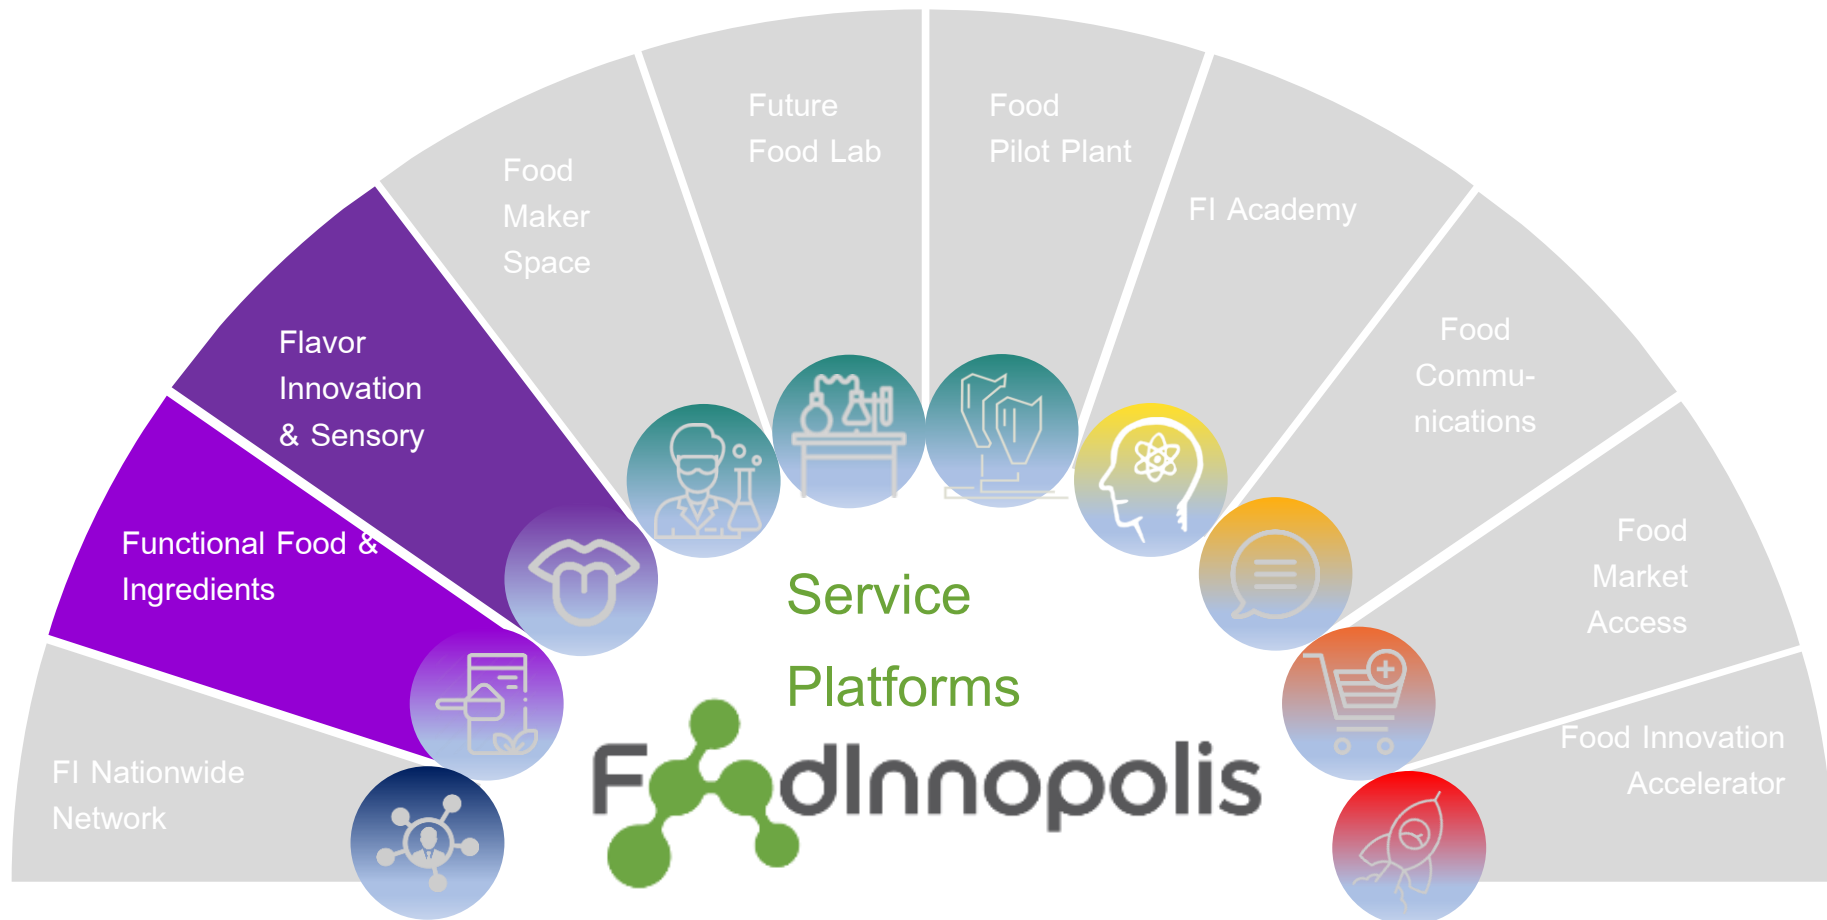 FI Nationwide
Network
Functional Food &
Ingredients
Flavor
Innovation
& Sensory
Food
Maker
Space
Future
Food Lab
Food
Pilot Plant
FI Academy
Food
Commu-
nications
Food
Market
Access
Food Innovation
Accelerator
Service
Platforms
FoodInnopolis